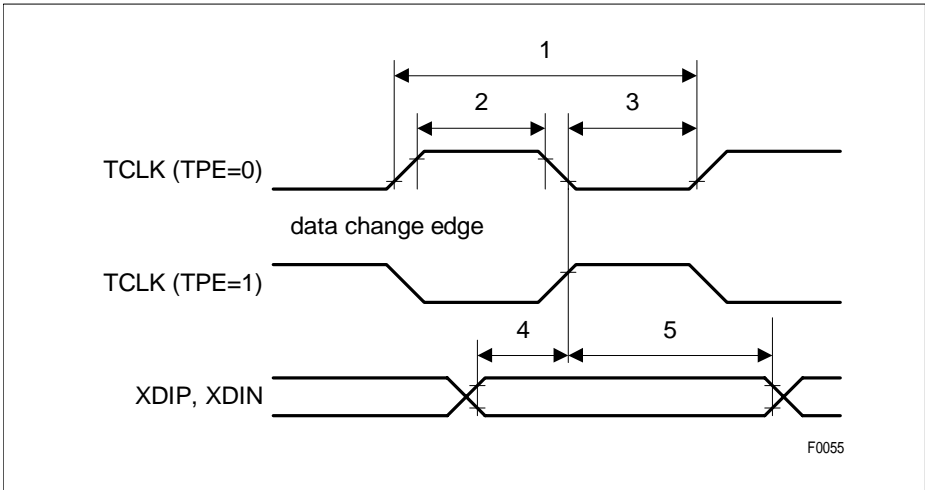 1
2
3
TCLK (TPE=0)
data change edge
TCLK (TPE=1)
4
5
XDIP, XDIN
F0055